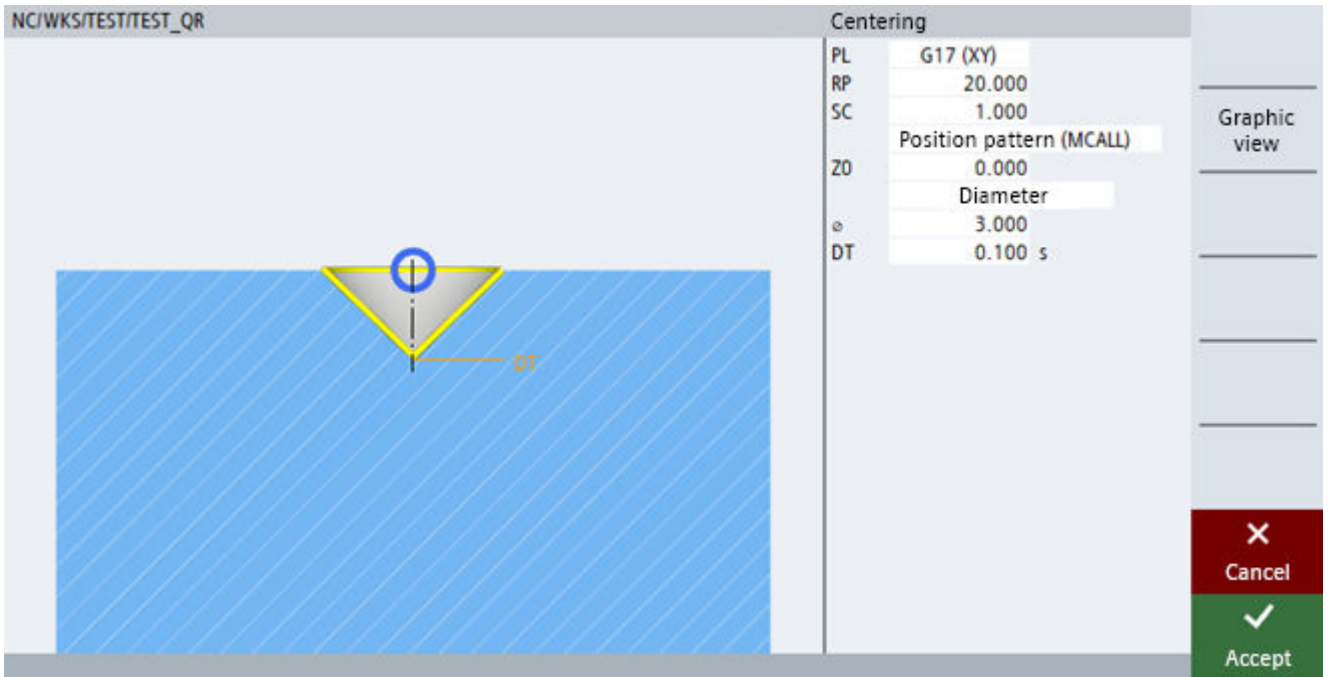 NC/WKS/TEST/TEST_QR
Centering
PL G17 (XY)
RP 20.000
SC 1.000
Position pattern (MCALL)
Z0 0.000
Diameter
⌀ 3.000
DT 0.100 s
DT
Graphic
view
Cancel
Accept